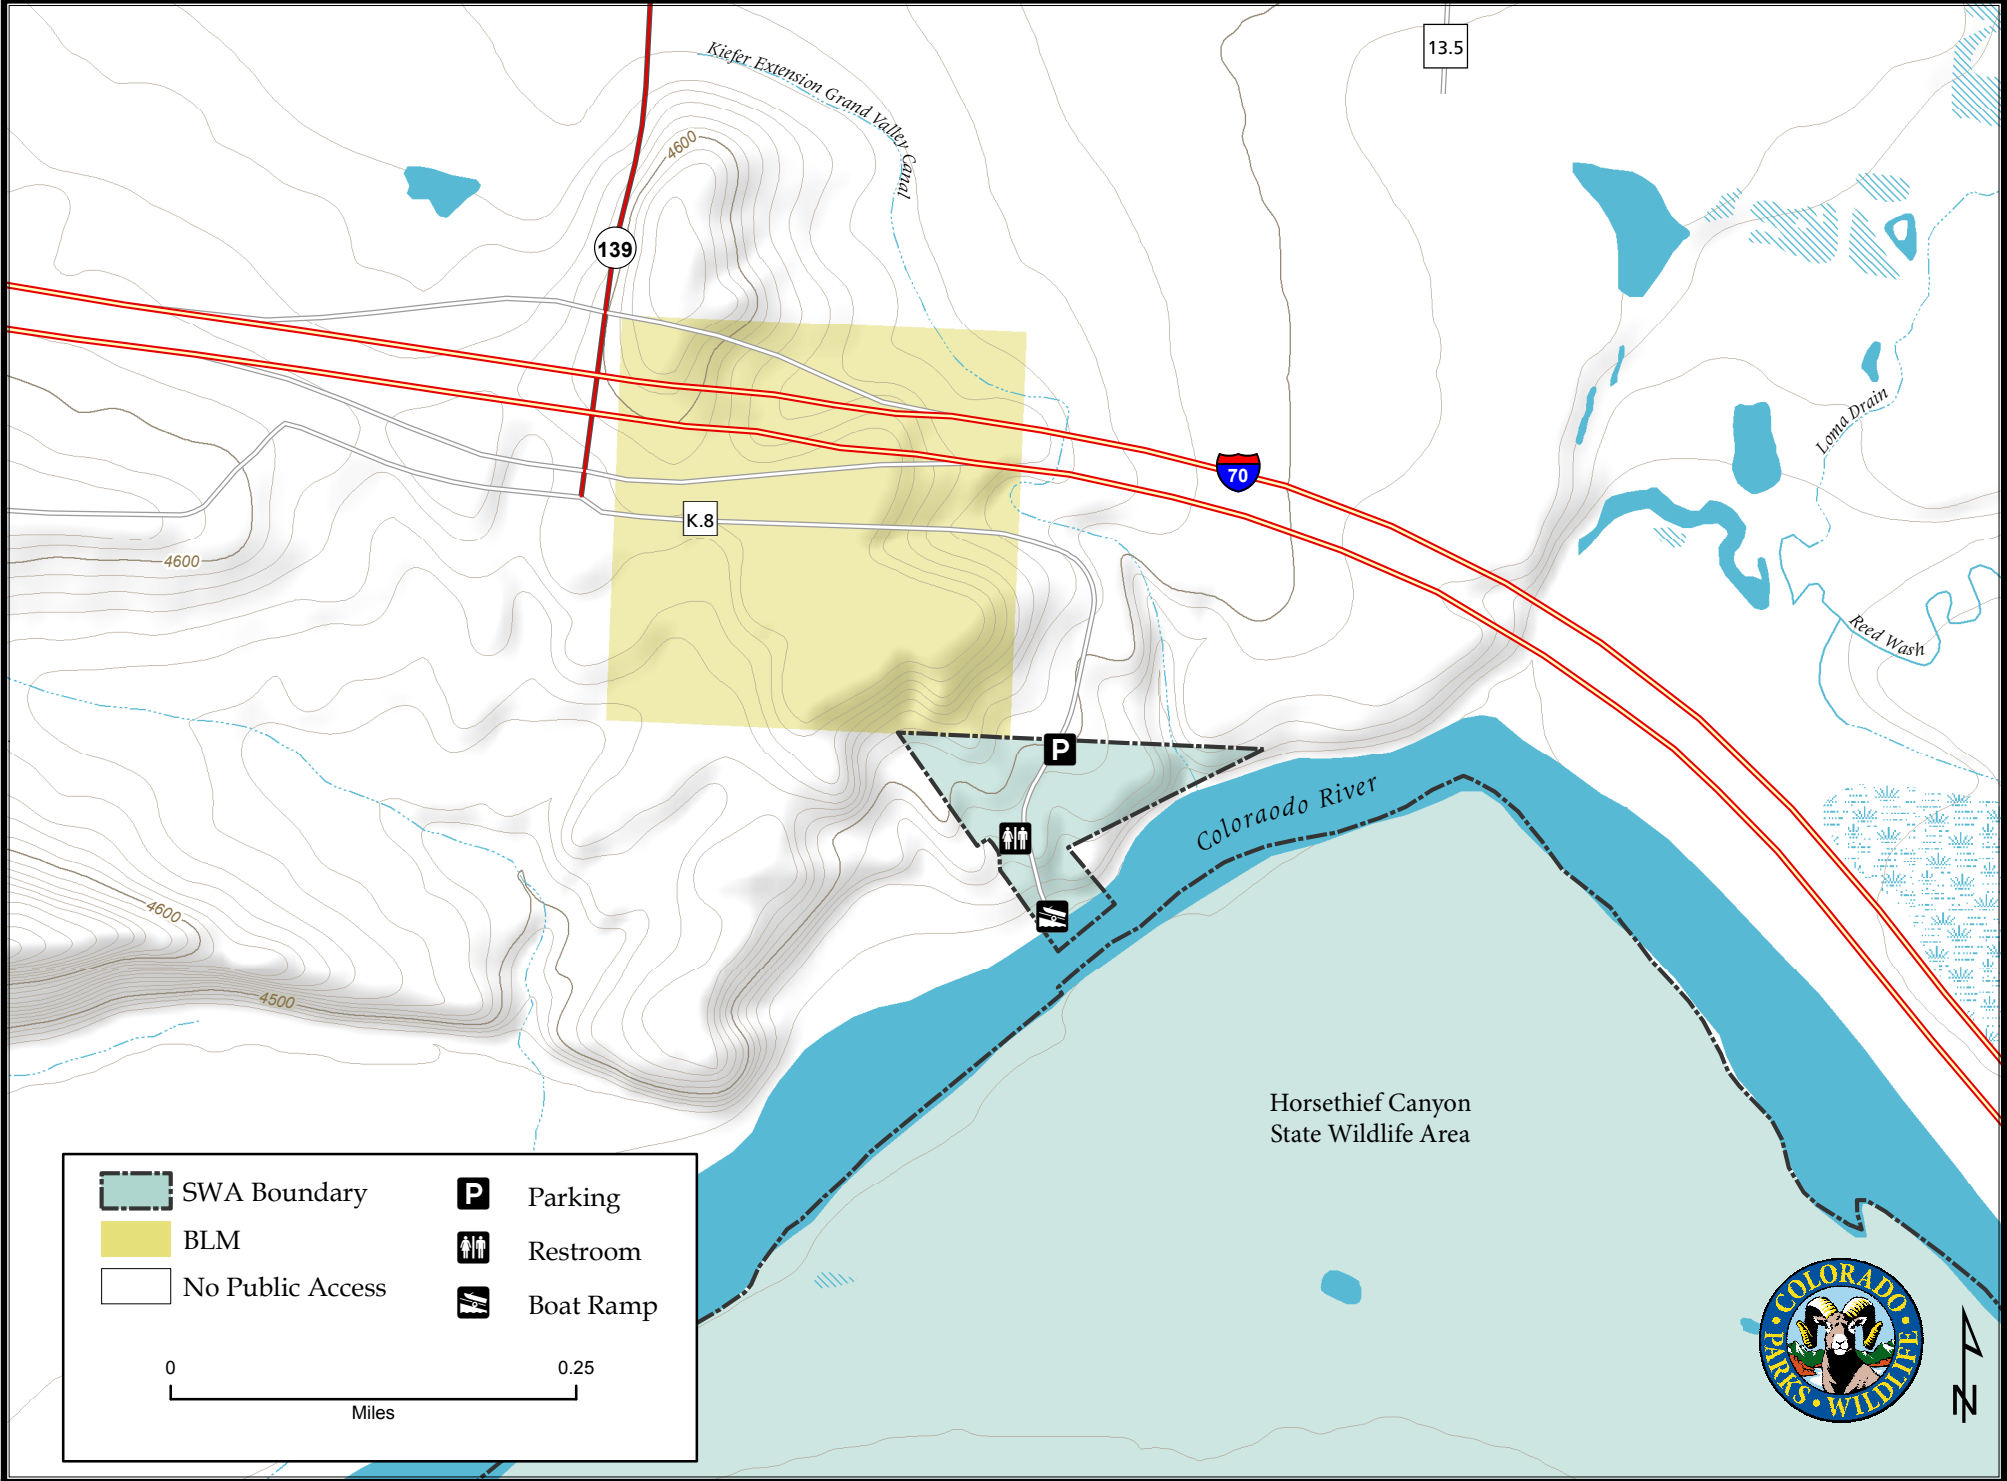 13.5
Kiefer Extension Grand Valley Canal
4600
139
70
Loma Drain
K.8
4600
Reed Wash
P
Coloraodo River
4600
4500
Horsethief Canyon
State Wildlife Area
SWA Boundary
BLM
No Public Access
P Parking
Restroom
Boat Ramp
0 0.25
Miles
COLORADO
PARKS • WILDLIFE
N